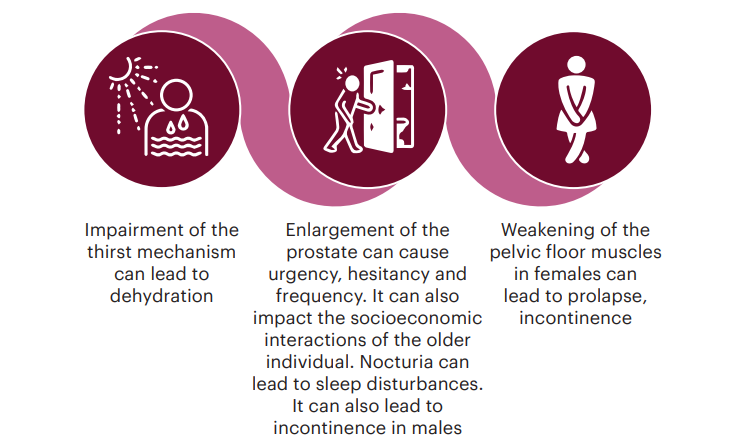 Impairment of the
thirst mechanism
can lead to
dehydration
Enlargement of the
prostate can cause
urgency, hesitancy and
frequency. It can also
impact the socioeconomic
interactions of the older
individual. Nocturia can
lead to sleep disturbances.
It can also lead to
incontinence in males
Weakening of the
pelvic floor muscles
in females can
lead to prolapse,
incontinence